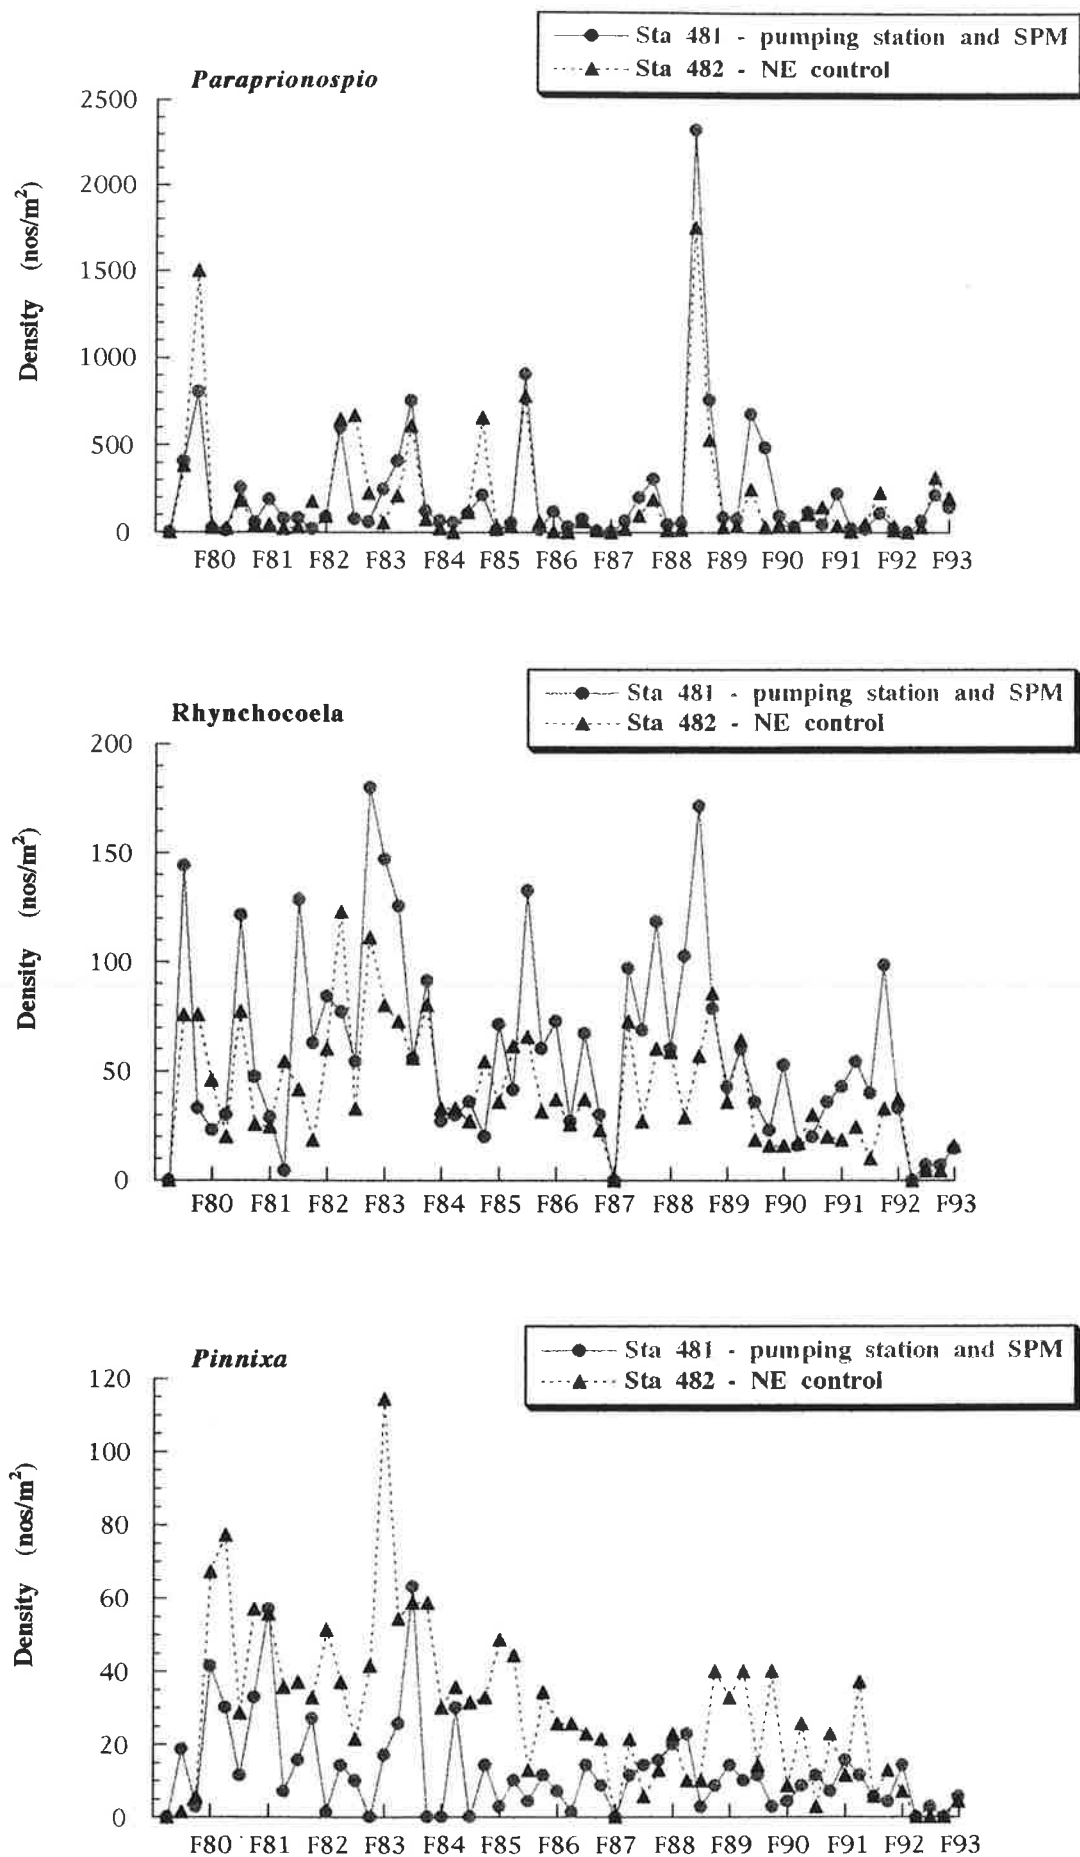 Sta 481 - pumping station and SPM
Sta 482 - NE control
Paraprionospio
Density (nos/m²)
2500
2000
1500
1000
500
0
F80 F81 F82 F83 F84 F85 F86 F87 F88 F89 F90 F91 F92 F93
Sta 481 - pumping station and SPM
Sta 482 - NE control
Rhynchocoela
Density (nos/m²)
200
150
100
50
0
F80 F81 F82 F83 F84 F85 F86 F87 F88 F89 F90 F91 F92 F93
Sta 481 - pumping station and SPM
Sta 482 - NE control
Pinnixa
Density (nos/m²)
120
100
80
60
40
20
0
F80 F81 F82 F83 F84 F85 F86 F87 F88 F89 F90 F91 F92 F93